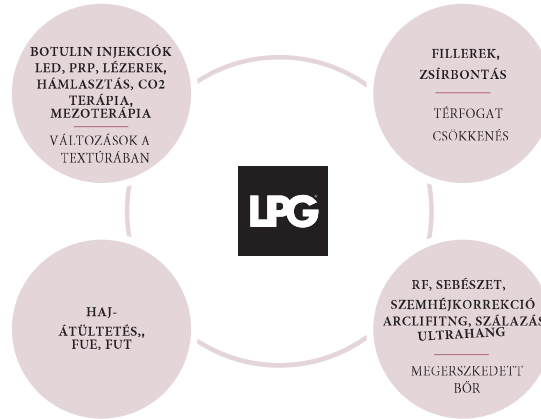 BOTULIN INJEKCIÓK
LED, PRP, LÉZEREK,
HÁMLASZTÁS, CO2
TERÁPIA,
MEZOTERÁPIA
VÁLTOZÁSOK A
TEXTÚRÁBAN
FILLEREK,
ZSÍRBONTÁS
TÉRFOGAT
CSÖKKENÉS
LPG
HAJ-
ÁTÜLTETÉS,,
FUE, FUT
RF, SEBÉSZET,
SZEMHÉJKORREKCIÓ
ARCLIFITNG, SZÁLAZÁS
ULTRAHANG
MEGERSZKEDETT
BŐR